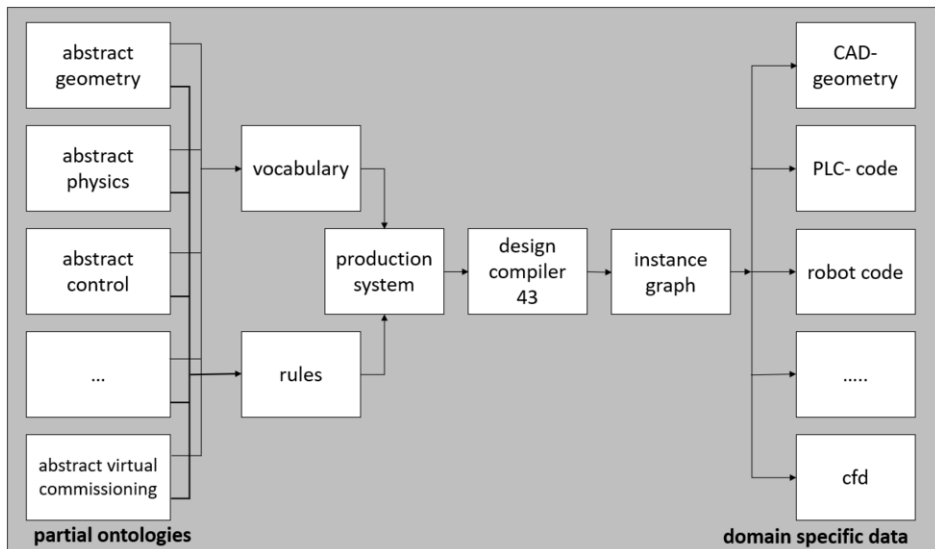 abstract
geometry
abstract
physics
abstract
control
...
abstract virtual
commissioning
partial ontologies
vocabulary
rules
production
system
design
compiler
43
instance
graph
CAD-
geometry
PLC- code
robot code
.....
cfd
domain specific data